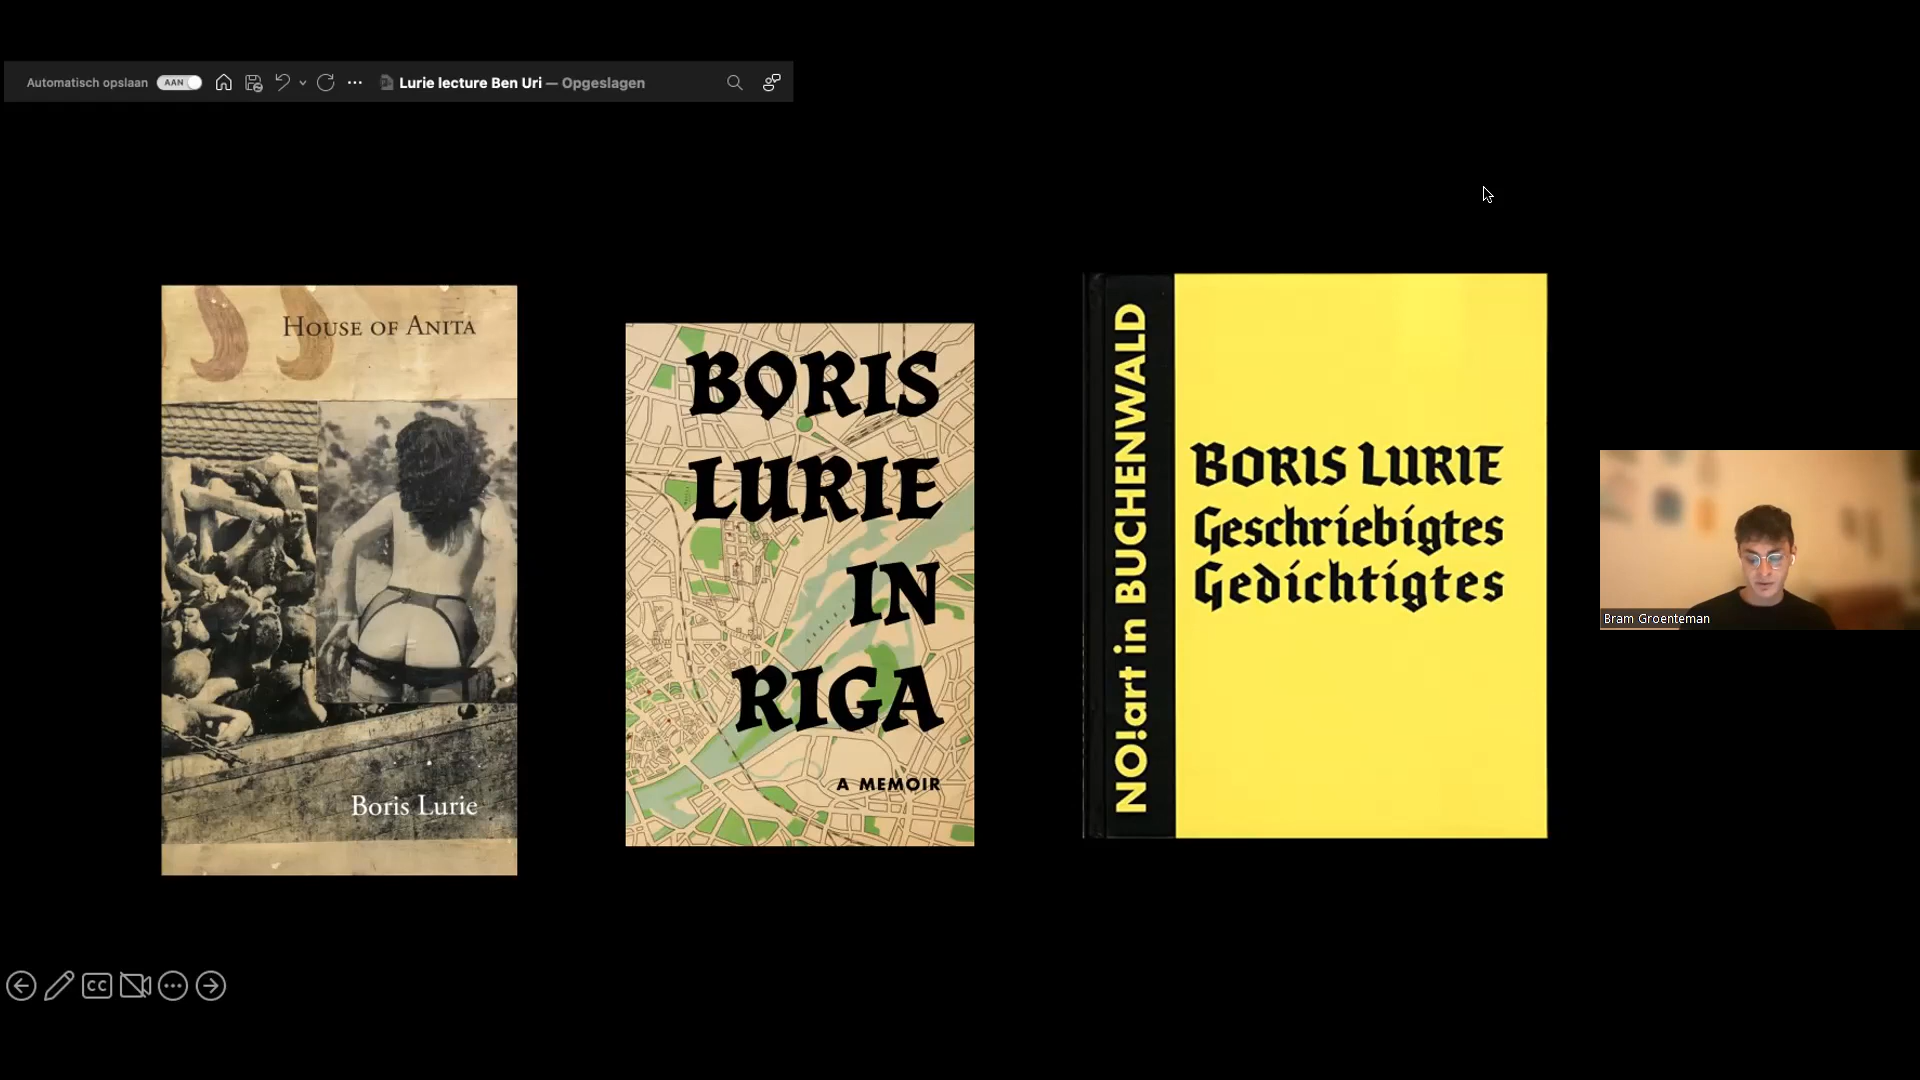 Automatisch opslaan AAN Lurie lecture Ben Uri — Opgeslagen
House of Anita
Boris Lurie
BORIS
LURIE
IN
RIGA
A MEMOIR
NO!art in BUCHENWALD
BORIS LURIE
Geschriebigtes
Gedichtigtes
Bram Groenteman
CC